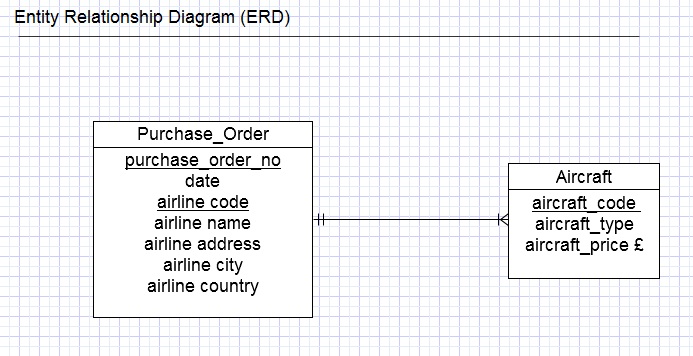 Entity Relationship Diagram (ERD)
Purchase_Order
purchase_order_no
date
airline code
airline name
airline address
airline city
airline country
Aircraft
aircraft_code
aircraft_type
aircraft_price £